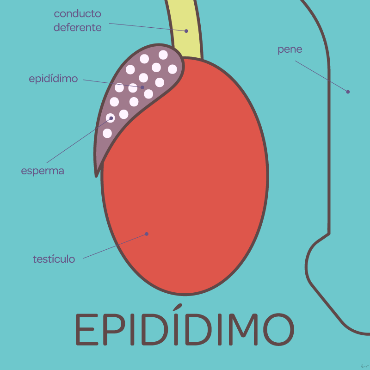 conducto
deferente
pene
epidídimo
esperma
testículo
EPIDÍDIMO